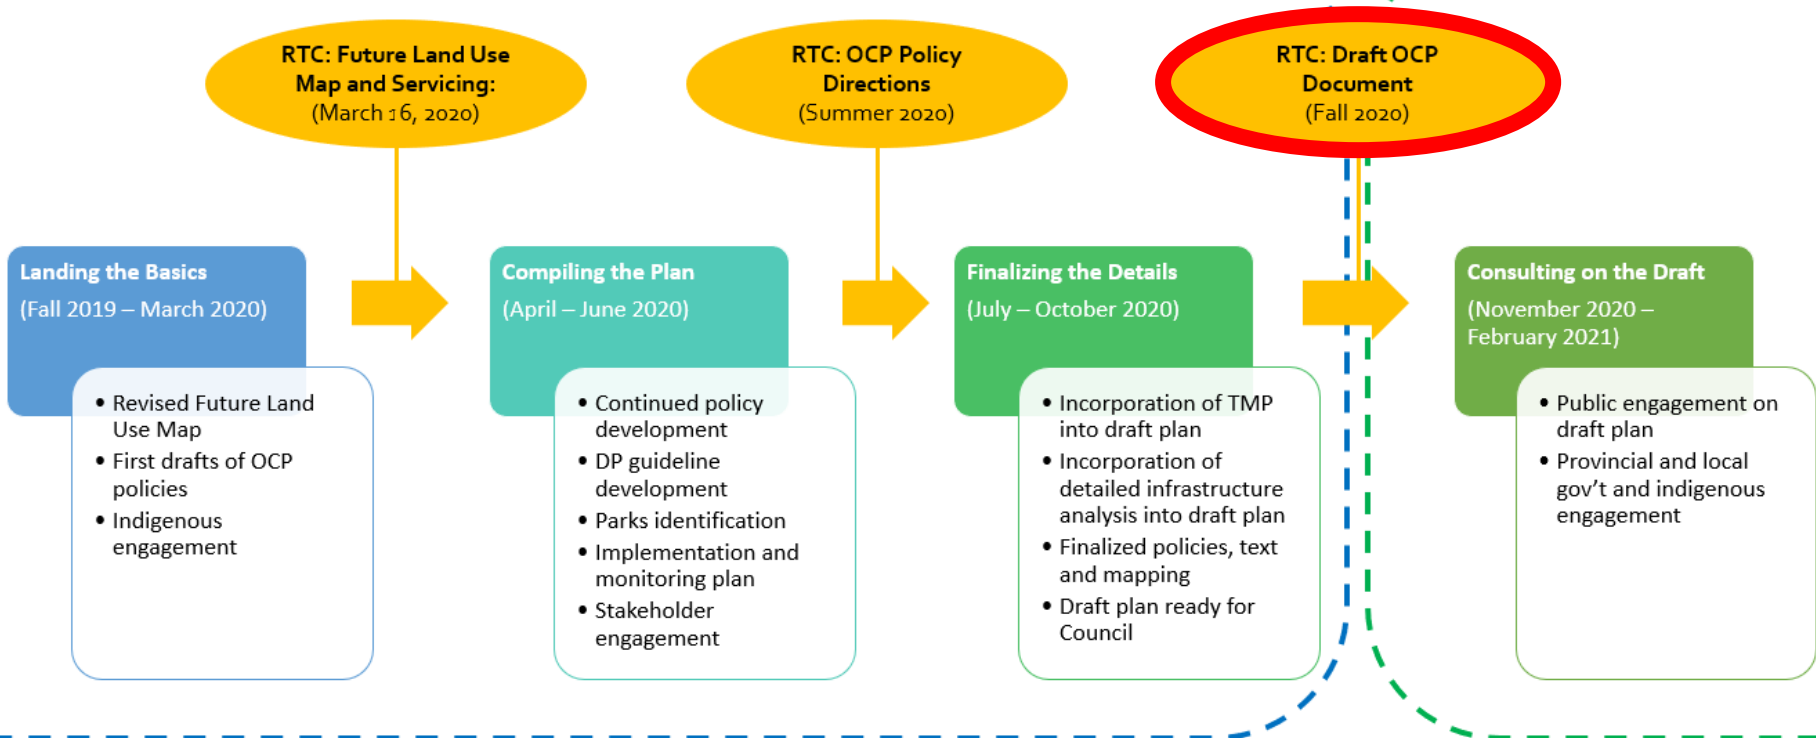 RTC: Future Land Use
Map and Servicing:
(March 16, 2020)
RTC: OCP Policy
Directions
(Summer 2020)
RTC: Draft OCP
Document
(Fall 2020)
Landing the Basics
(Fall 2019 – March 2020)
• Revised Future Land
Use Map
• First drafts of OCP
policies
• Indigenous
engagement
Compiling the Plan
(April – June 2020)
• Continued policy
development
• DP guideline
development
• Parks identification
• Implementation and
monitoring plan
• Stakeholder
engagement
Finalizing the Details
(July – October 2020)
• Incorporation of TMP
into draft plan
• Incorporation of
detailed infrastructure
analysis into draft plan
• Finalized policies, text
and mapping
• Draft plan ready for
Council
Consulting on the Draft
(November 2020 –
February 2021)
• Public engagement on
draft plan
• Provincial and local
gov’t and indigenous
engagement